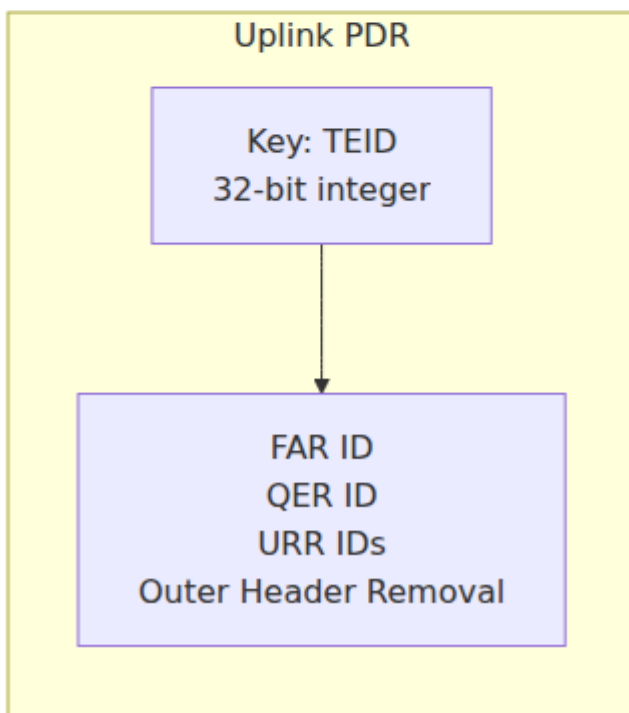 Uplink PDR
Key: TEID
32-bit integer
FAR ID
QER ID
URR IDs
Outer Header Removal